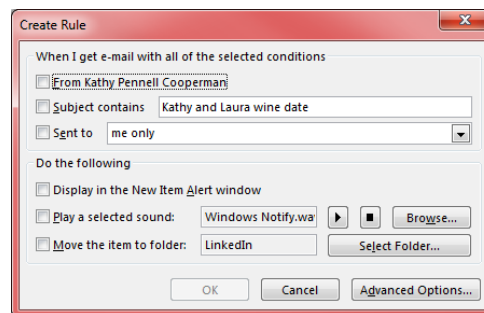 Create Rule
When I get e-mail with all of the selected conditions
From Kathy Pennell Cooperman
Subject contains Kathy and Laura wine date
Sent to me only
Do the following
Display in the New Item Alert window
Play a selected sound: Windows Notify.wa Browse...
Move the item to folder: LinkedIn Select Folder...
OK Cancel Advanced Options...